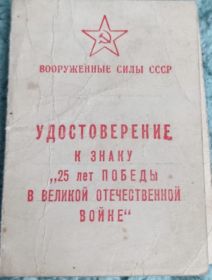 ВООРУЖЕННЫЕ СИЛЫ СССР
УДОСТОВЕРЕНИЕ
К ЗНАКУ
„25 лет ПОБЕДЫ
В ВЕЛИКОЙ ОТЕЧЕСТВЕННОЙ
ВОЙНЕ“